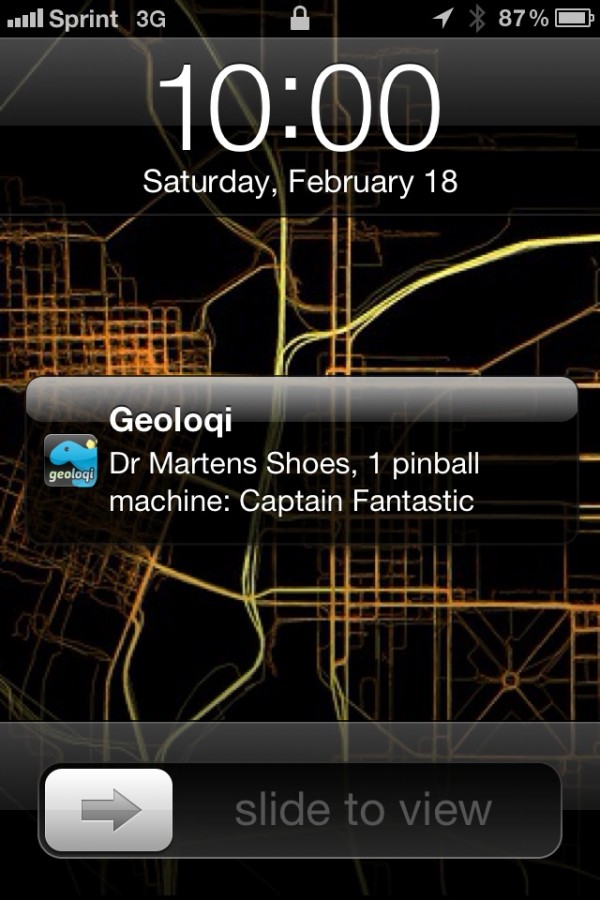 Sprint 3G 87%
10:00
Saturday, February 18
Geoloqi
geoloqi
Dr Martens Shoes, 1 pinball
machine: Captain Fantastic
slide to view